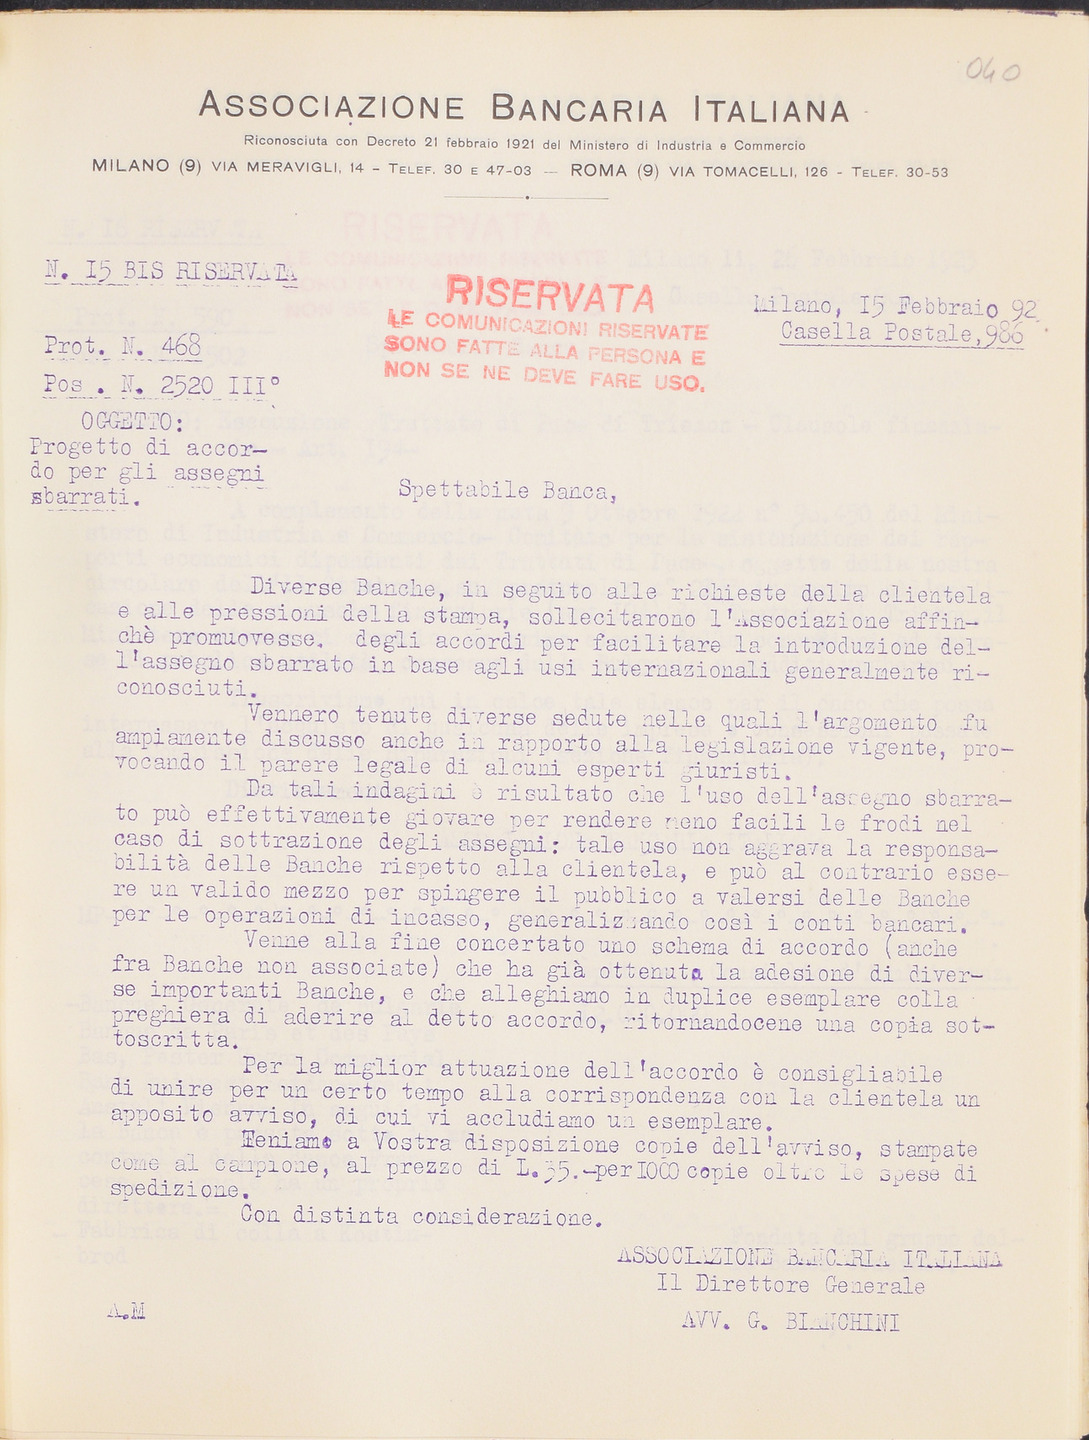 040
ASSOCIAZIONE BANCARIA ITALIANA
Riconosciuta con Decreto 21 febbraio 1921 del Ministero di Industria e Commercio
MILANO (9) VIA MERAVIGLI, 14 - TELEF. 30 E 47-03 — ROMA (9) VIA TOMACELLI, 126 - TELEF. 30-53
N. 15 BIS RISERVATA
RISERVATA
LE COMUNICAZIONI RISERVATE
SONO FATTE ALLA PERSONA E
NON SE NE DEVE FARE USO.
Milano, 15 Febbraio 92
Casella Postale, 986
Prot. N. 468
Pos. N. 2520 III°
OGGETTO:
Progetto di accor-
do per gli assegni
sbarrati.
Spettabile Banca,
Diverse Banche, in seguito alle richieste della clientela
e alle pressioni della stampa, sollecitarono l'Associazione affin-
chè promuovesse. degli accordi per facilitare la introduzione del-
l'assegno sbarrato in base agli usi internazionali generalmente ri-
conosciuti.
Vennero tenute diverse sedute nelle quali l'argomento fu
ampiamente discusso anche in rapporto alla legislazione vigente, pro-
vocando il parere legale di alcuni esperti giuristi.
Da tali indagini è risultato che l'uso dell'assegno sbarra-
to può effettivamente giovare per rendere meno facili le frodi nel
caso di sottrazione degli assegni: tale uso non aggrava la responsa-
bilità delle Banche rispetto alla clientela, e può al contrario esse-
re un valido mezzo per spingere il pubblico a valersi delle Banche
per le operazioni di incasso, generalizzando così i conti bancari.
Venne alla fine concertato uno schema di accordo (anche
fra Banche non associate) che ha già ottenuta la adesione di diver-
se importanti Banche, e che alleghiamo in duplice esemplare colla
preghiera di aderire al detto accordo, ritornandocene una copia sot-
toscritta.
Per la miglior attuazione dell'accordo è consigliabile
di unire per un certo tempo alla corrispondenza con la clientela un
apposito avviso, di cui vi accludiamo un esemplare.
Teniamo a Vostra disposizione copie dell'avviso, stampate
come al campione, al prezzo di L.35.-per 1000 copie oltre le spese di
spedizione.
Con distinta considerazione.
ASSOCIAZIONE BANCARIA ITALIANA
Il Direttore Generale
AVV. G. BIANCHINI
A.M